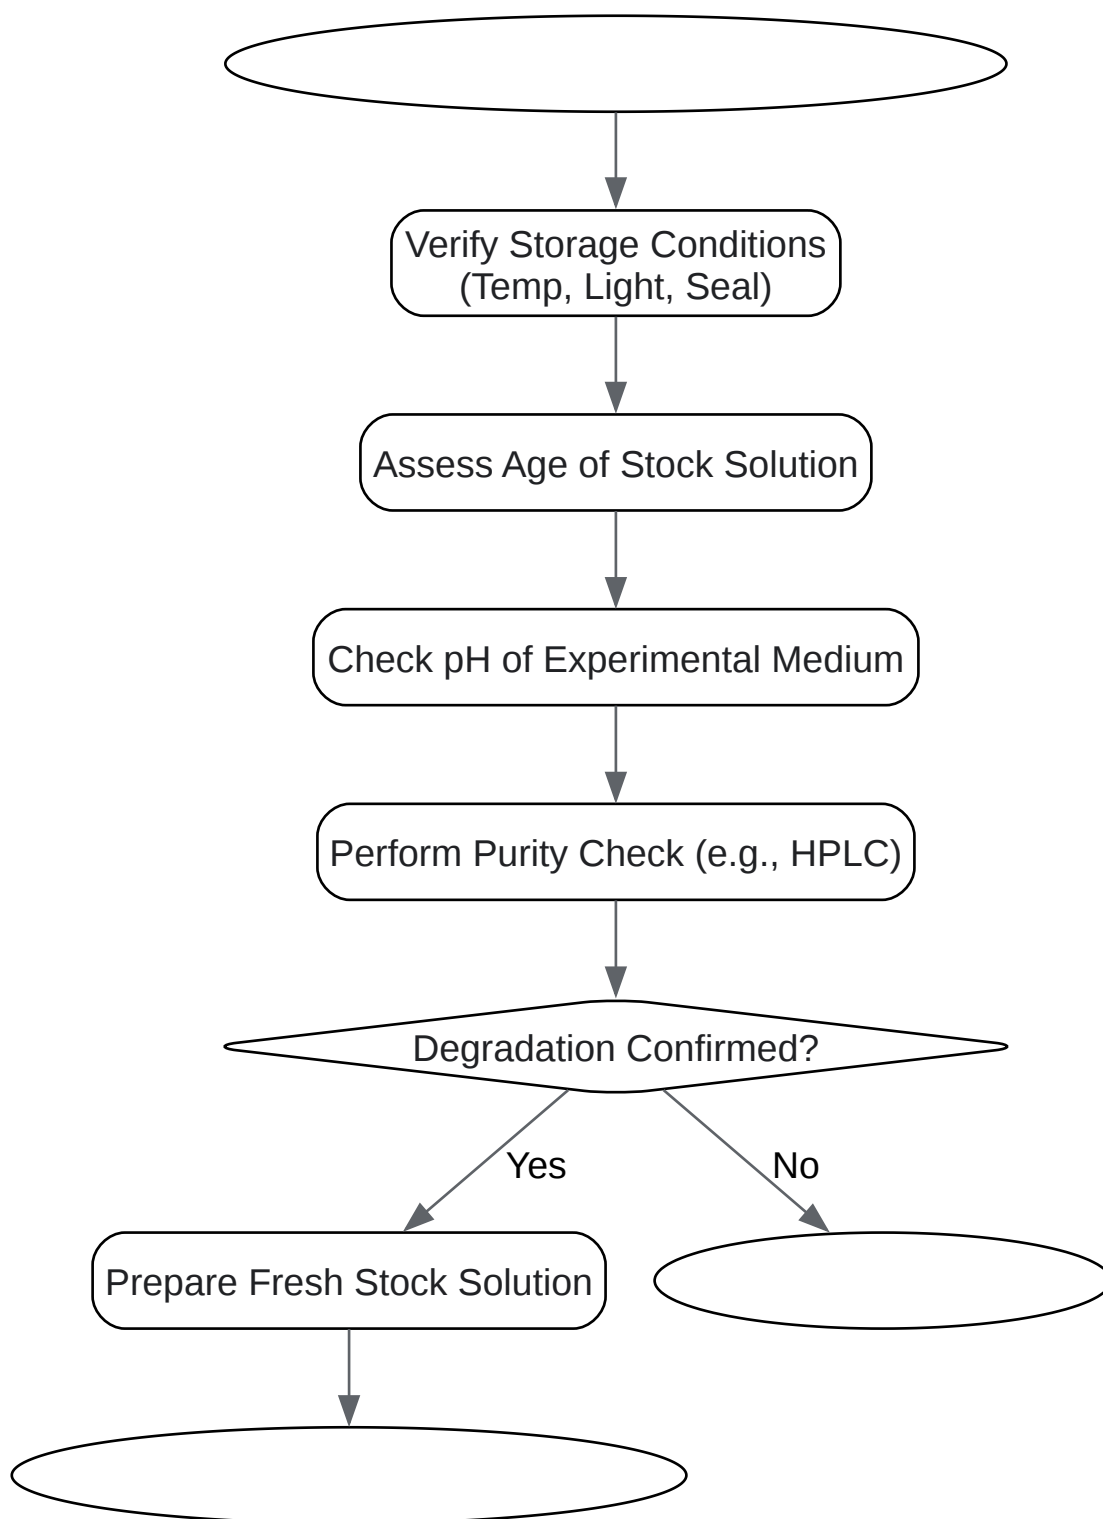 Verify Storage Conditions
(Temp, Light, Seal)
Assess Age of Stock Solution
Check pH of Experimental Medium
Perform Purity Check (e.g., HPLC)
Degradation Confirmed?
Yes
No
Prepare Fresh Stock Solution